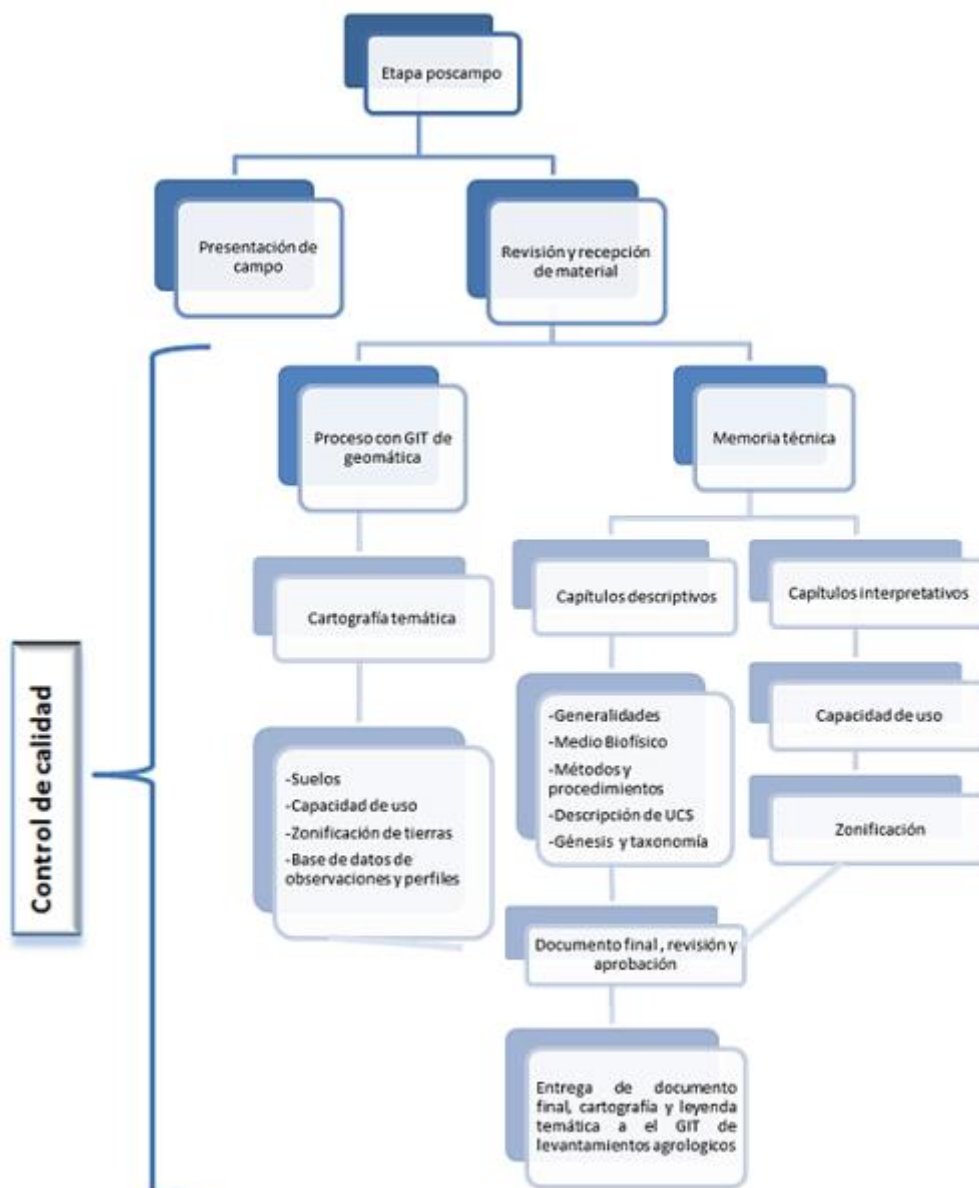 Etapa poscampo
Presentación de
campo
Revisión y recepción
de material
Proceso con GIT de
geomática
Memoria técnica
Cartografía temática
Capítulos descriptivos
Capítulos interpretativos
-Suelos
-Capacidad de uso
-Zonificación de tierras
-Base de datos de
observaciones y perfiles
-Generalidades
-Medio Biofísico
-Métodos y
procedimientos
-Descripción de UCS
-Génesis y taxonomía
Capacidad de uso
Zonificación
Documento final , revisión y
aprobación
Entrega de documento
final, cartografía y leyenda
temática a el GIT de
levantamientos agrologicos
Control de calidad